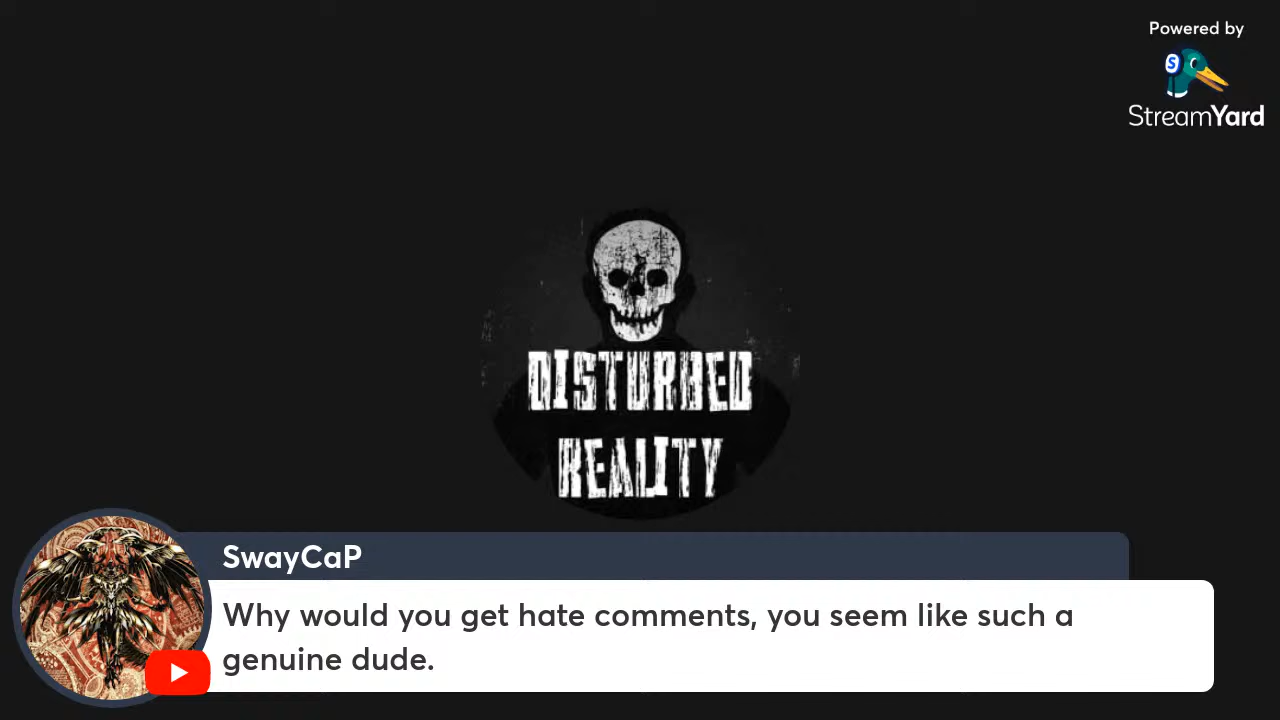 Powered by
S
StreamYard
DISTURBED
REALITY
SwayCaP
Why would you get hate comments, you seem like such a
genuine dude.